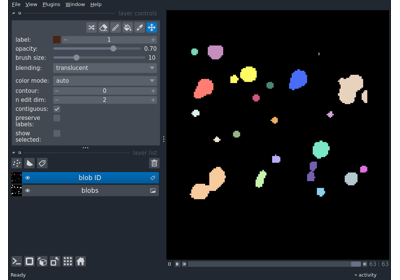 File View Plugins Window Help
layer controls
label: 1
opacity: 0.70
brush size: 10
blending: translucent
color mode: auto
contour: 0
n edit dim: 2
contiguous:
preserve
labels:
show
selected:
layer list
blob ID
blobs
0 63 63
Ready
activity